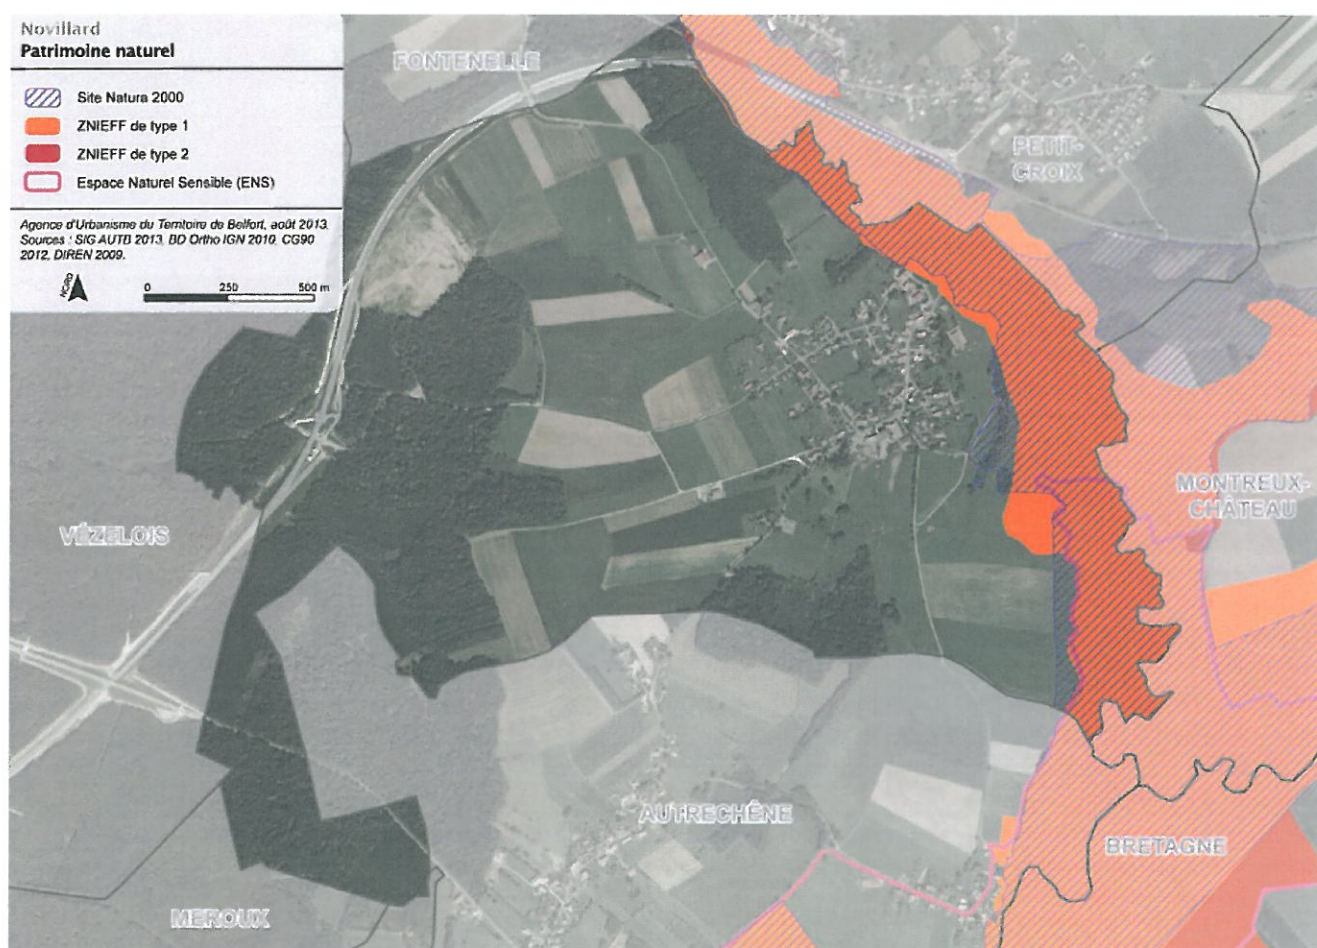 Novillard
Patrimoine naturel
Site Natura 2000
ZNIEFF de type 1
ZNIEFF de type 2
Espace Naturel Sensible (ENS)
Agence d'Urbanisme du Territoire de Belfort, août 2013.
Sources : SIG AUTB 2013, BD Ortho IGN 2010, CG90
2012, DIREN 2009.
NORD
0 250 500 m
FONTENELLE
PETIT-
CROIX
MONTREUX-
CHÂTEAU
VÉZELOIS
AUTRECHÊNE
BRETAGNE
MEROUX